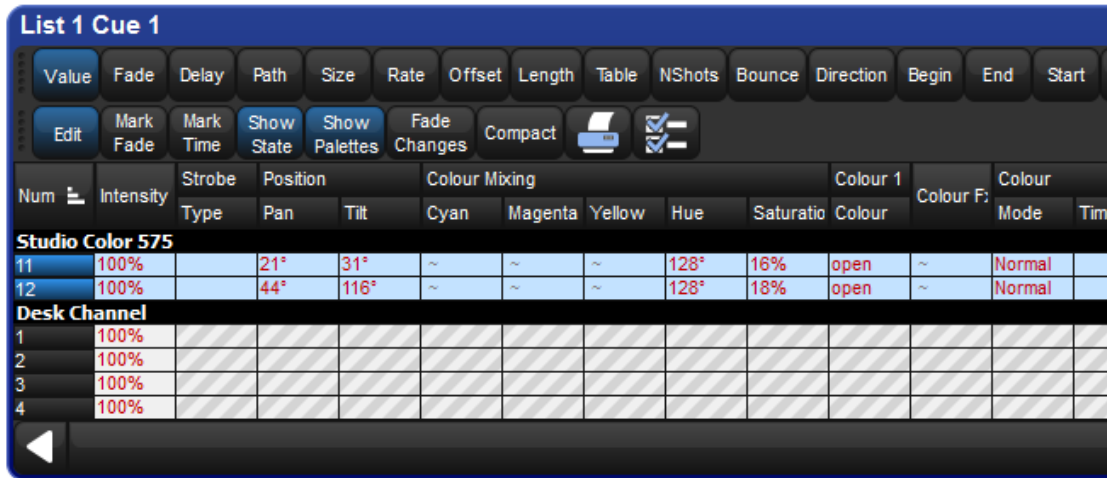 List 1 Cue 1
Value Fade Delay Path Size Rate Offset Length Table NShots Bounce Direction Begin End Start
Edit Mark Fade Mark Time Show State Show Palettes Fade Changes Compact
Num Intensity Strobe Position Colour Mixing Colour 1 Colour F: Colour
Type Pan Tilt Cyan Magenta Yellow Hue Saturatio Colour Mode Tim
Studio Color 575
11 100% 21° 31° ~ ~ ~ 128° 16% open ~ Normal
12 100% 44° 116° ~ ~ ~ 128° 18% open ~ Normal
Desk Channel
1 100%
2 100%
3 100%
4 100%